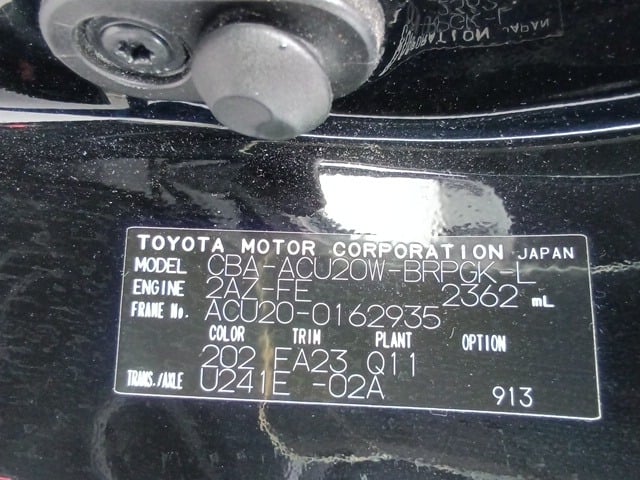 TOYOTA MOTOR CORPORATION JAPAN
MODEL CBA-ACU20W-BRPGK-L
ENGINE 2AZ-FE 2362 mL
FRAME No. ACU20-0162935
COLOR TRIM PLANT OPTION
202 EA23 Q11
TRANS./AXLE U241E -02A
913